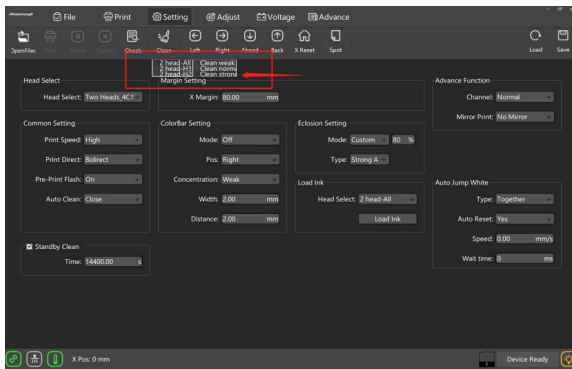 File Print Setting Adjust Voltage Advance
OpenFiles Print Pause Cancel Check Clean Left Right Ahead Back X Reset Spot Load Save
2 head-All Clean weak
2 head-H1 Clean norm
2 head-H2 Clean stron
Head Select Margin Setting Advance Function
Head Select: Two Heads_4C1 X Margin: 80.00 mm Channel: Normal
Mirror Print: No Mirror
Common Setting ColorBar Setting Eclosion Setting
Print Speed: High Mode: Off Mode: Custom 80 %
Print Direct: Bidirect Pos: Right Type: Strong A
Pre-Print Flash: On Concentration: Weak Load Ink Auto Jump White
Auto Clean: Close Width: 2.00 mm Head Select: 2 head-All Type: Together
Distance: 2.00 mm Load Ink Auto Reset: Yes
Speed: 0.00 mm/s
Standby Clean
Time: 14400.00 s Wait time: 0 ms
X Pos: 0 mm Device Ready